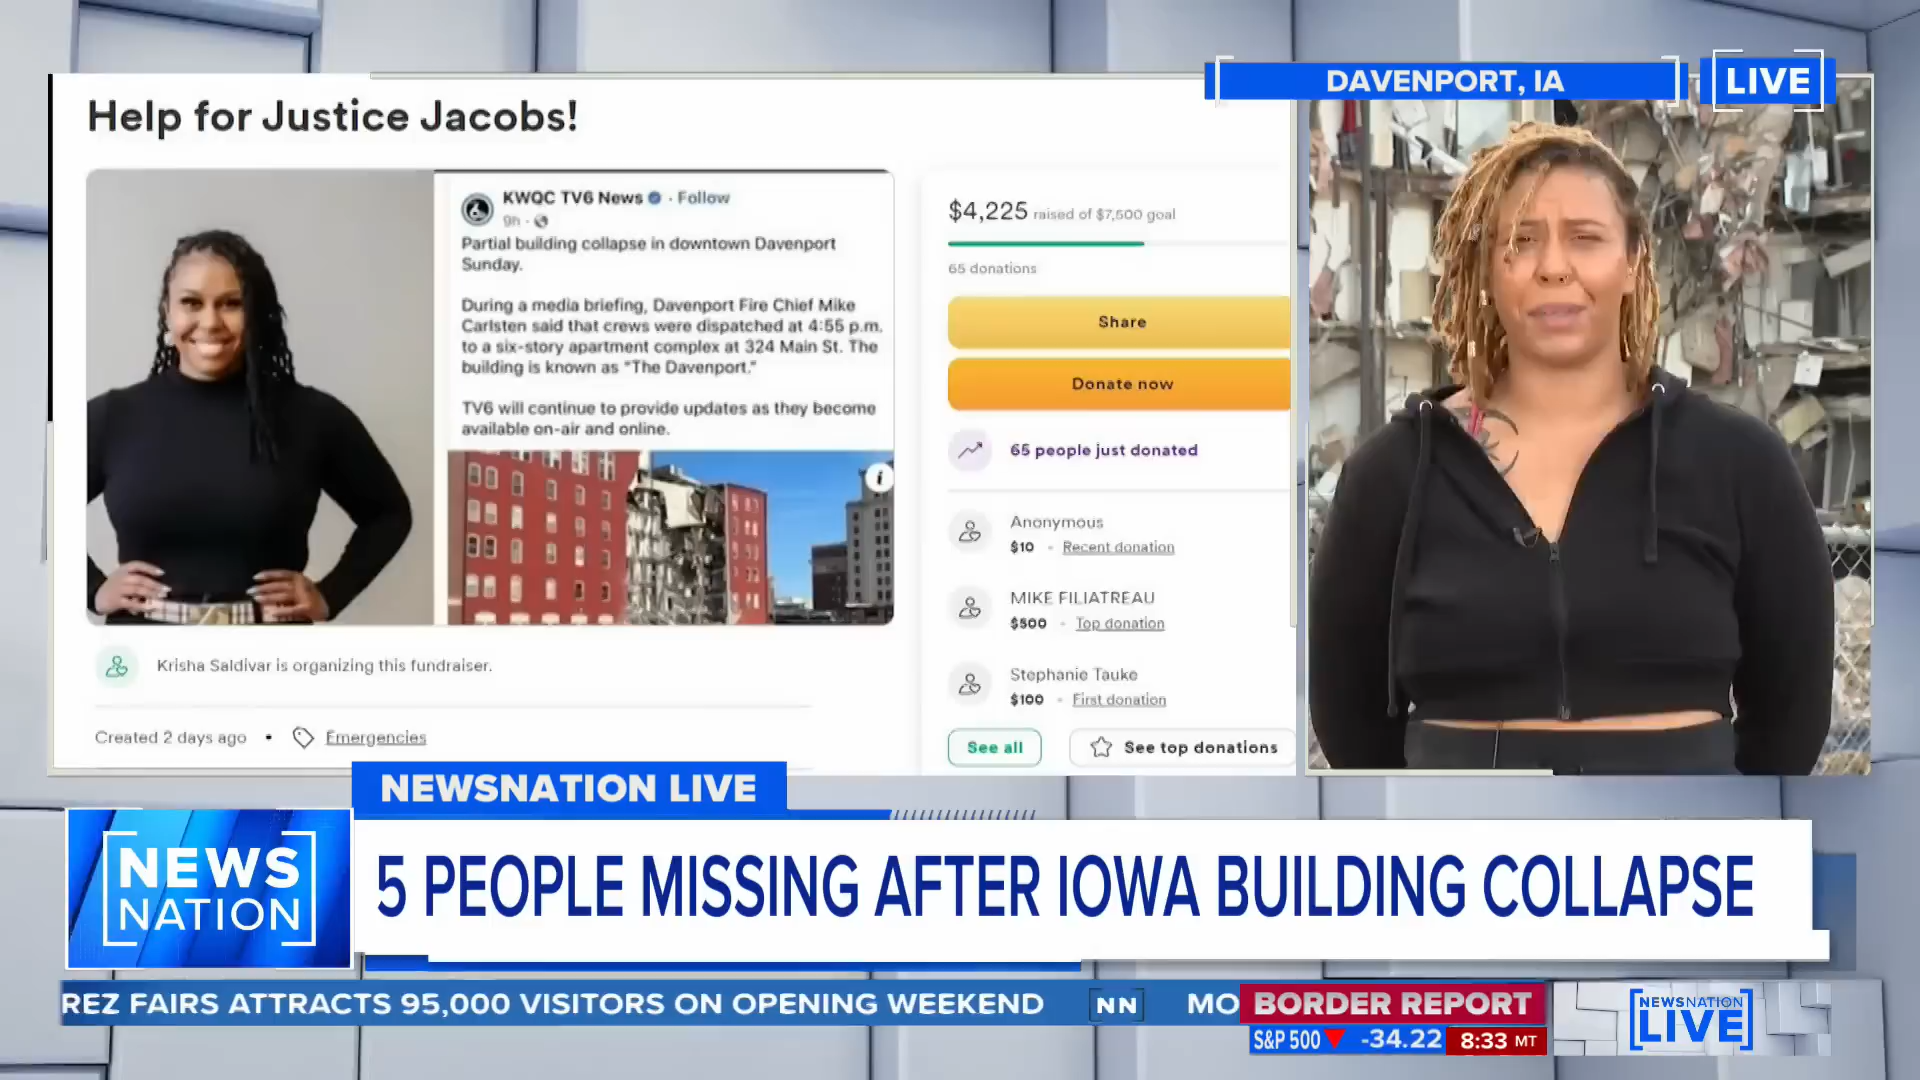 DAVENPORT, IA
LIVE
Help for Justice Jacobs!
KWQC TV6 News · Follow
9h ·
Partial building collapse in downtown Davenport
Sunday.
During a media briefing, Davenport Fire Chief Mike
Carlsten said that crews were dispatched at 4:55 p.m.
to a six-story apartment complex at 324 Main St. The
building is known as "The Davenport."
TV6 will continue to provide updates as they become
available on-air and online.
Krisha Saldivar is organizing this fundraiser.
Created 2 days ago • Emergencies
$4,225 raised of $7,500 goal
65 donations
Share
Donate now
65 people just donated
Anonymous
$10 • Recent donation
MIKE FILIATREAU
$500 • Top donation
Stephanie Tauke
$100 • First donation
See all
See top donations
NEWSNATION LIVE
NEWS
NATION
5 PEOPLE MISSING AFTER IOWA BUILDING COLLAPSE
REZ FAIRS ATTRACTS 95,000 VISITORS ON OPENING WEEKEND NN MO
BORDER REPORT
S&P 500 ▼ -34.22 8:33 MT
NEWSNATION
LIVE